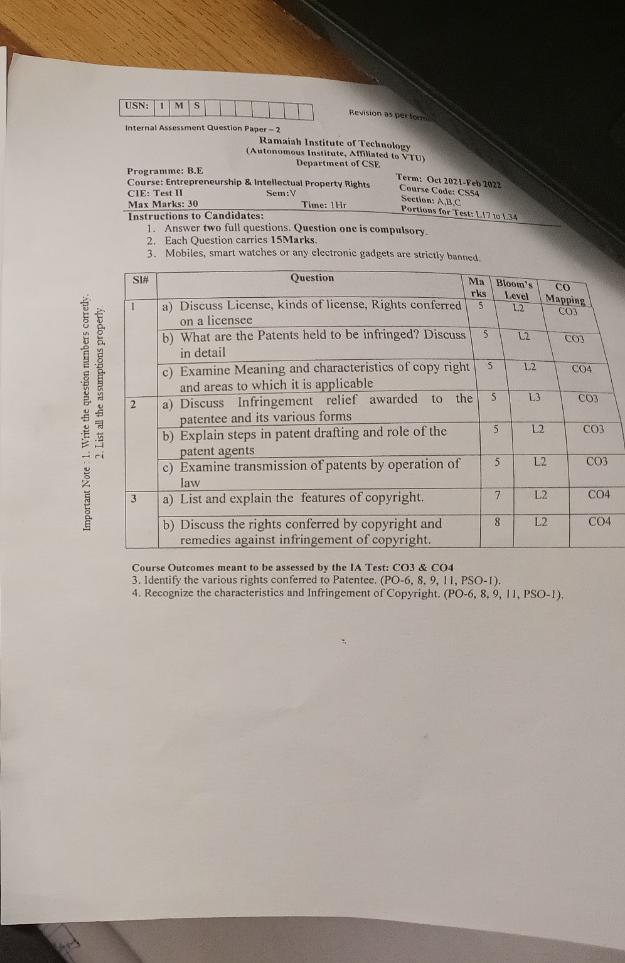 USN: 1 M S
Revision as per form
Internal Assessment Question Paper – 2
Ramaiah Institute of Technology
(Autonomous Institute, Affiliated to VTU)
Department of CSE
Programme: B.E
Term: Oct 2021-Feb 2022
Course: Entrepreneurship & Intellectual Property Rights
Course Code: CS54
CIE: Test II Sem:V
Section: A,B,C
Max Marks: 30 Time: 1Hr
Portions for Test: L17 to L34
Instructions to Candidates:
1. Answer two full questions. Question one is compulsory.
2. Each Question carries 15Marks.
3. Mobiles, smart watches or any electronic gadgets are strictly banned.
Important Note : 1. Write the question numbers corretly.
2. List all the assumptions properly.
Sl# Question Ma Bloom's CO
rks Level Mapping
1 a) Discuss License, kinds of license, Rights conferred 5 L2 CO3
on a licensee
b) What are the Patents held to be infringed? Discuss 5 L2 CO3
in detail
c) Examine Meaning and characteristics of copy right 5 L2 CO4
and areas to which it is applicable
2 a) Discuss Infringement relief awarded to the 5 L3 CO3
patentee and its various forms
b) Explain steps in patent drafting and role of the 5 L2 CO3
patent agents
c) Examine transmission of patents by operation of 5 L2 CO3
law
3 a) List and explain the features of copyright. 7 L2 CO4
b) Discuss the rights conferred by copyright and 8 L2 CO4
remedies against infringement of copyright.
Course Outcomes meant to be assessed by the IA Test: CO3 & CO4
3. Identify the various rights conferred to Patentee. (PO-6, 8, 9, 11, PSO-1).
4. Recognize the characteristics and Infringement of Copyright. (PO-6, 8, 9, 11, PSO-1).